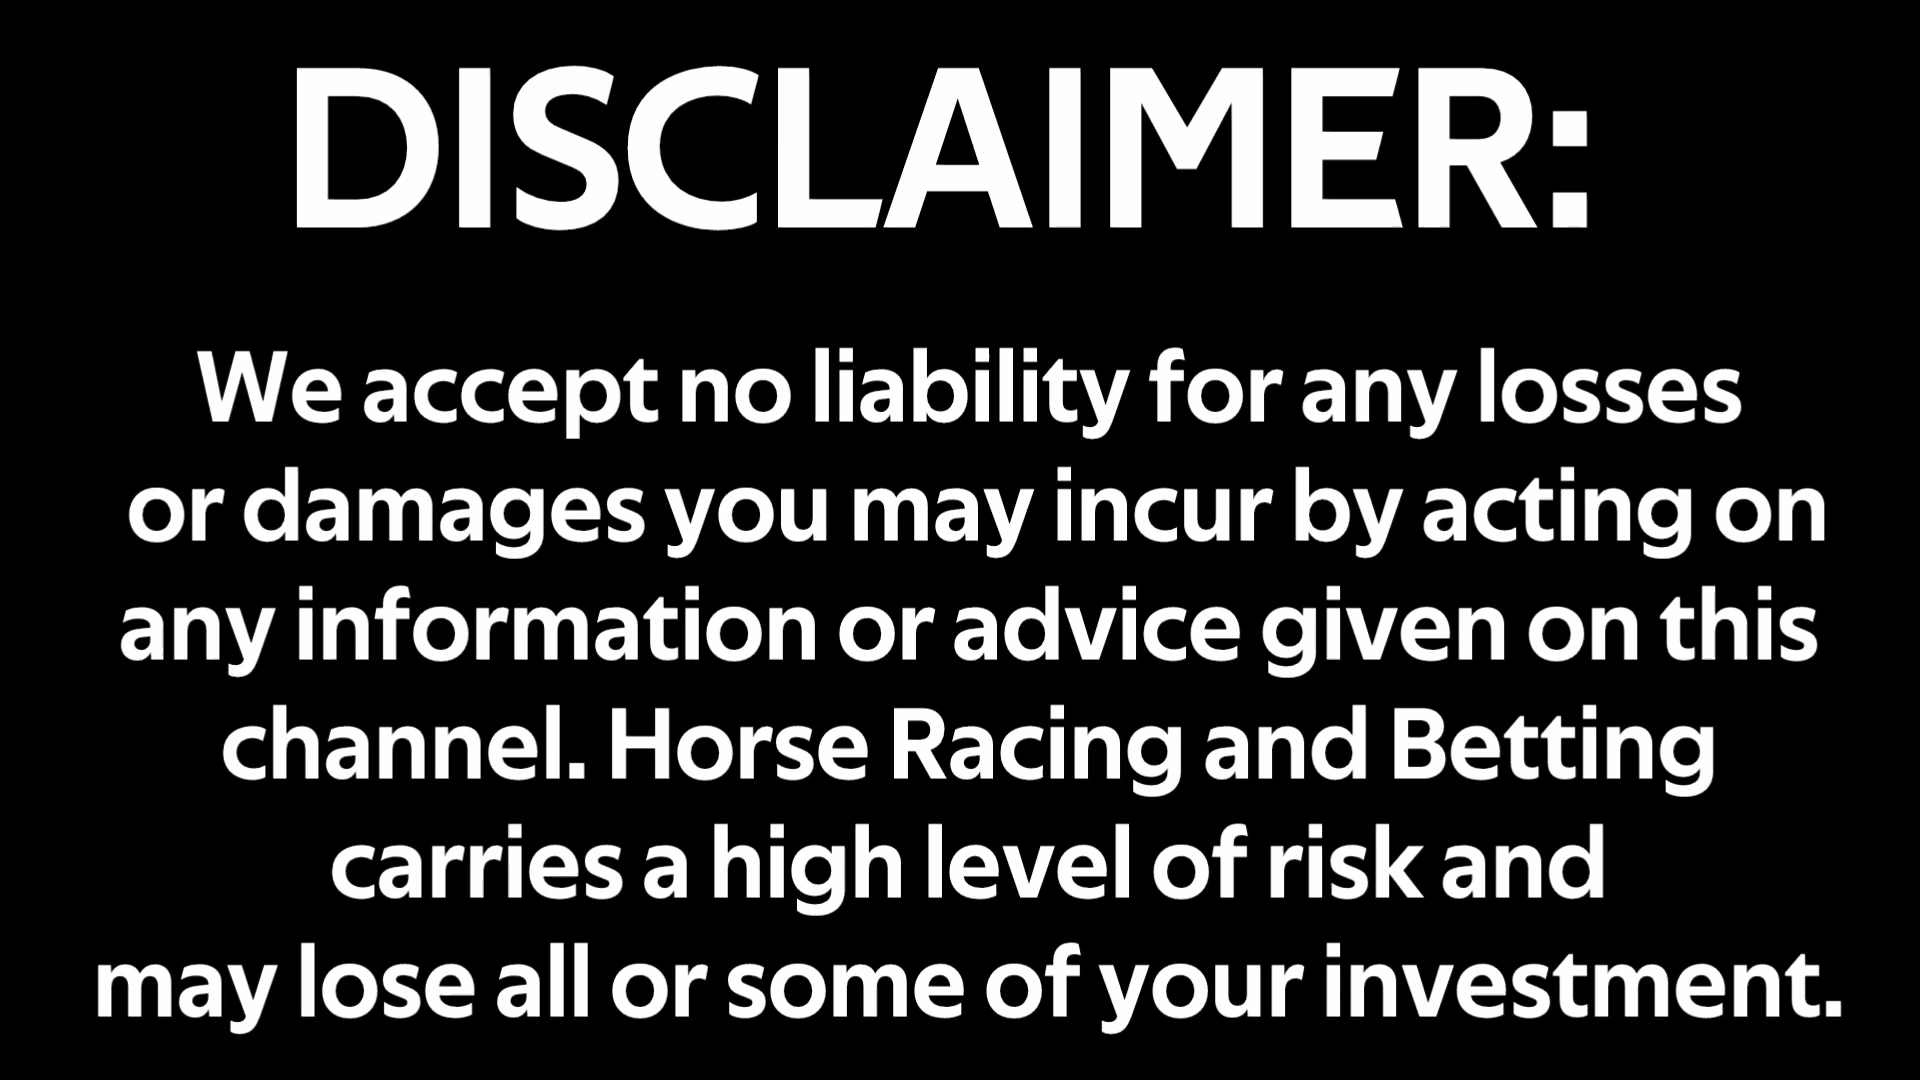 DISCLAIMER:
We accept no liability for any losses
or damages you may incur by acting on
any information or advice given on this
channel. Horse Racing and Betting
carries a high level of risk and
may lose all or some of your investment.